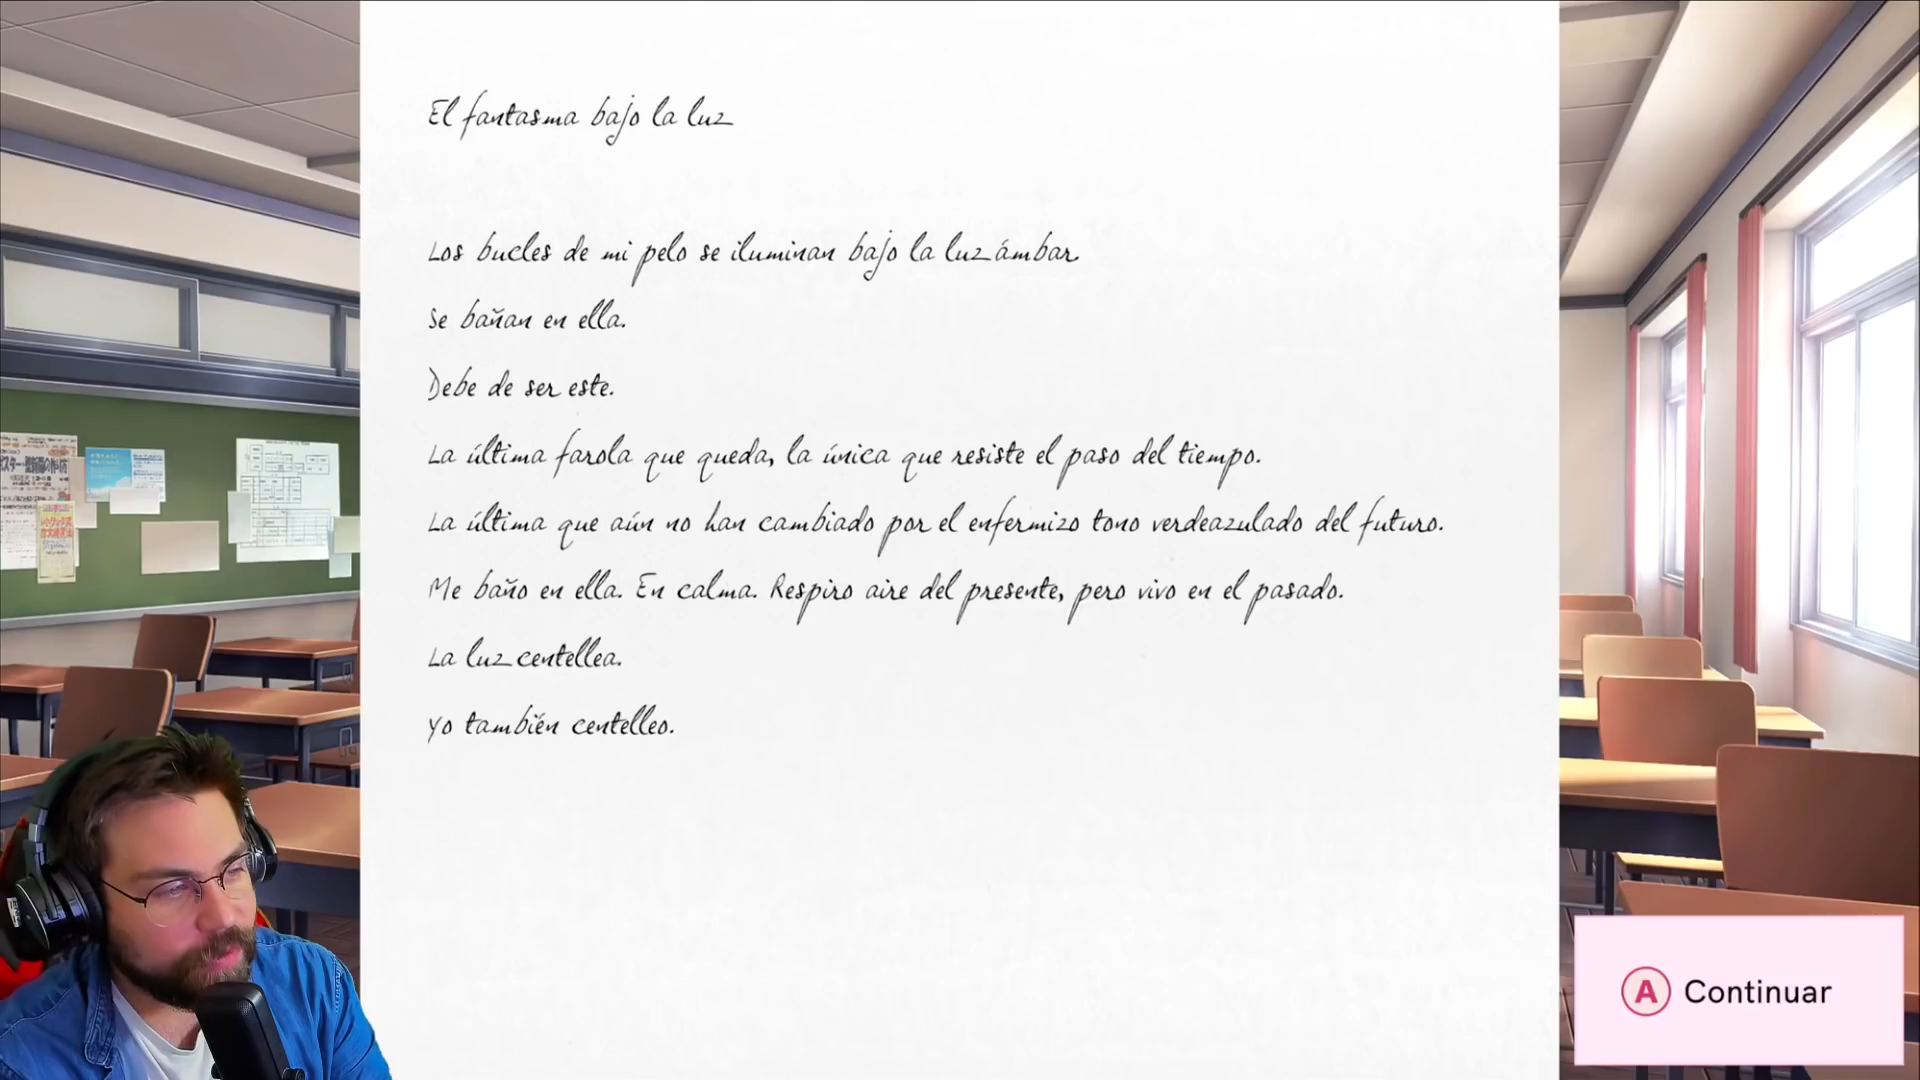 El fantasma bajo la luz
Los bucles de mi pelo se iluminan bajo la luz ámbar.
Se bañan en ella.
Debe de ser este.
La última farola que queda, la única que resiste el paso del tiempo.
La última que aún no han cambiado por el enfermizo tono verdeazulado del futuro.
Me baño en ella. En calma. Respiro aire del presente, pero vivo en el pasado.
La luz centellea.
Yo también centelleo.
A Continuar